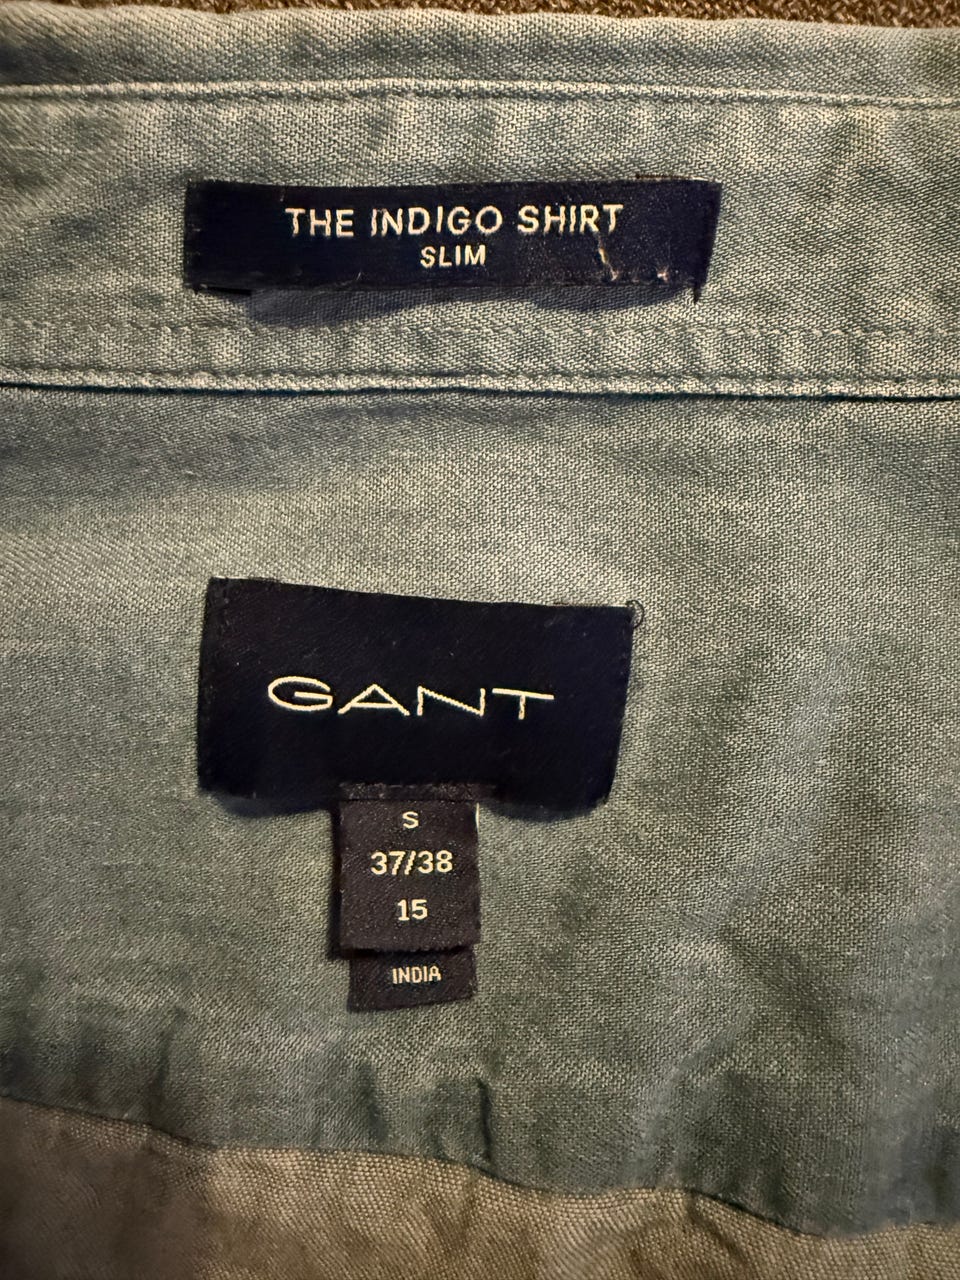 THE INDIGO SHIRT
SLIM
GANT
S
37/38
15
INDIA